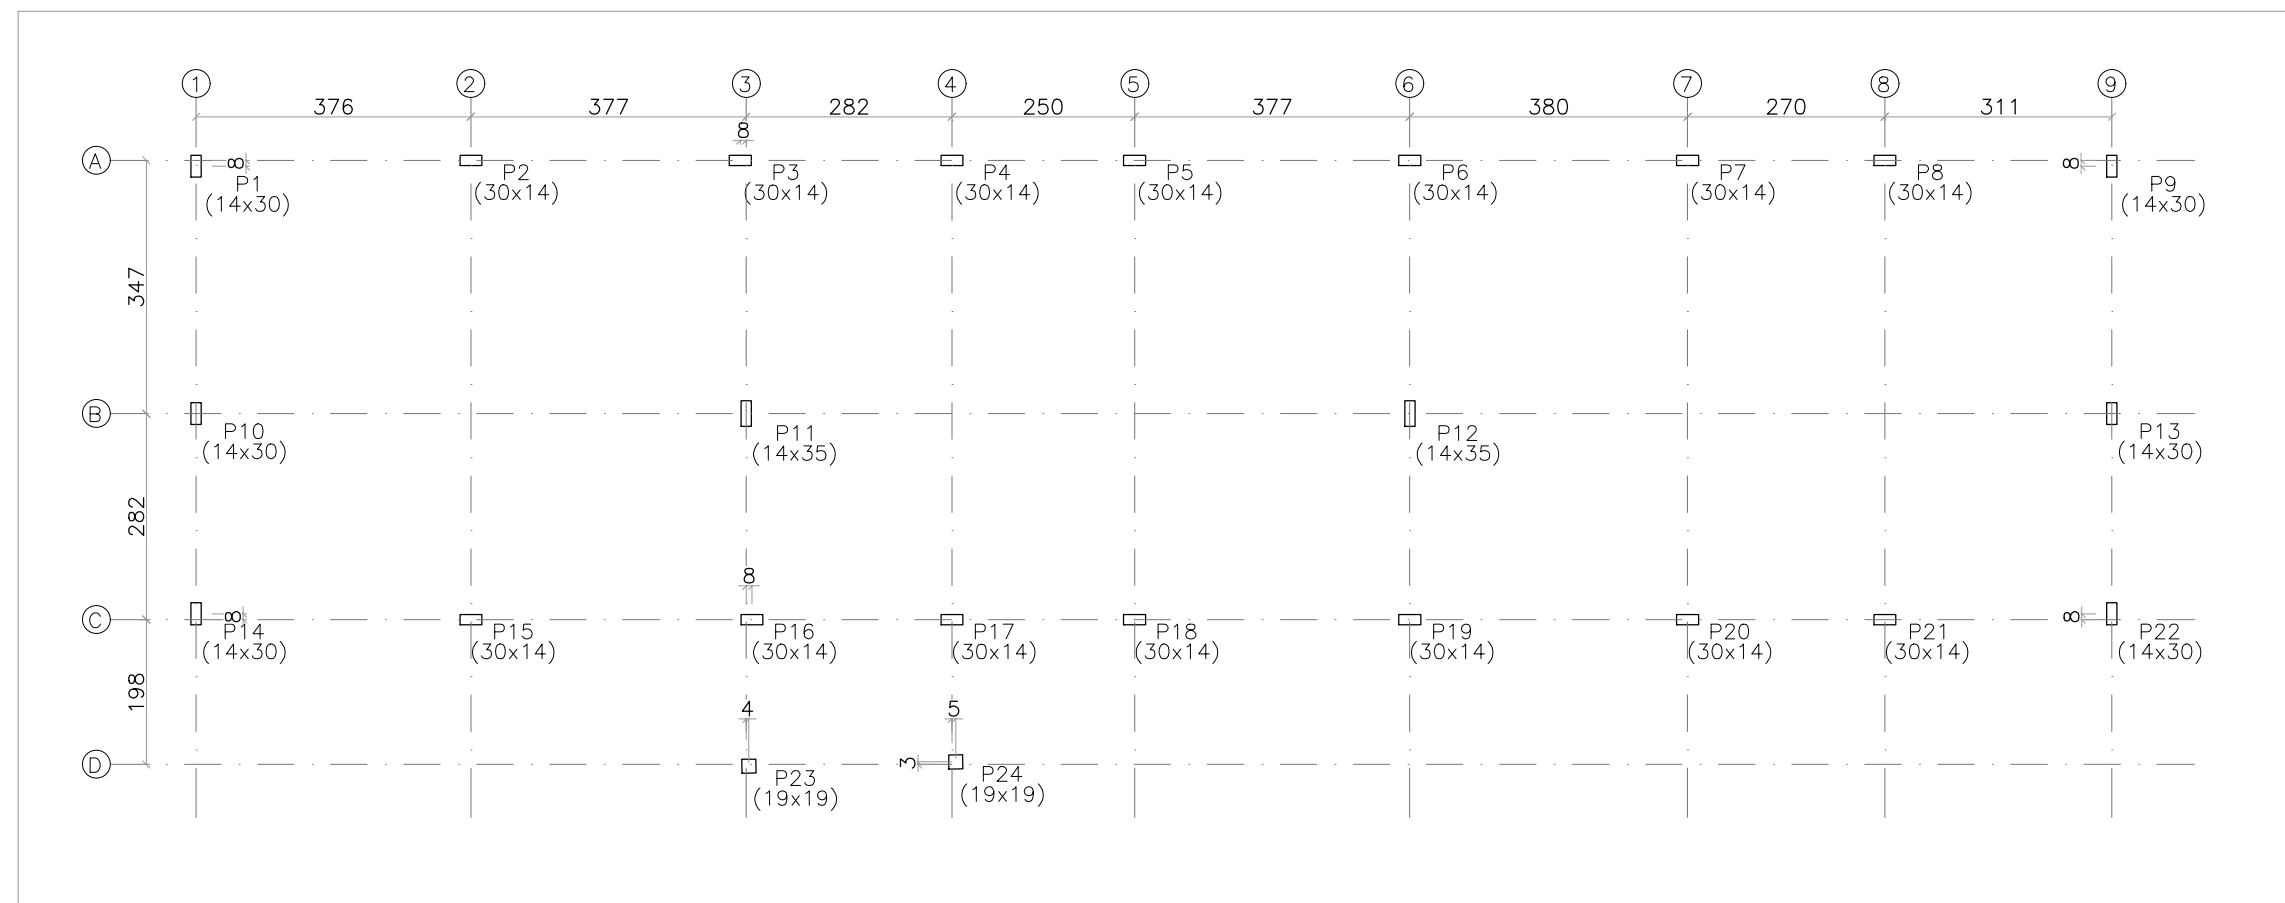 1 2 3 4 5 6 7 8 9
376 377 282 250 377 380 270 311
8
A
8 8
P2 P3 P4 P5 P6 P7 P8
(30x14) (30x14) (30x14) (30x14) (30x14) (30x14) (30x14)
P1 P9
(14x30) (14x30)
347
B
P10 P11 P12 P13
(14x30) (14x35) (14x35) (14x30)
282
8
C
8 8
P14 P15 P16 P17 P18 P19 P20 P21 P22
(14x30) (30x14) (30x14) (30x14) (30x14) (30x14) (30x14) (30x14) (14x30)
198
4 5
D
3
P23 P24
(19x19) (19x19)